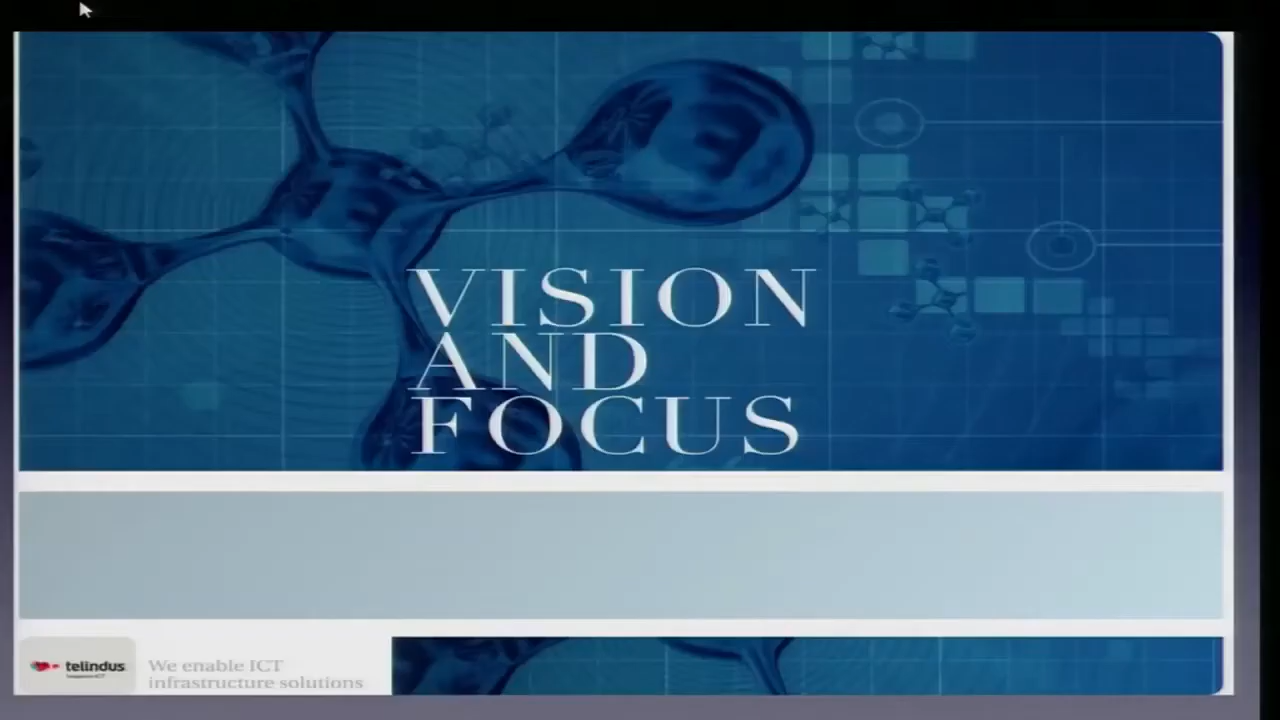 VISION
AND
FOCUS
telindus
We enable ICT
infrastructure solutions